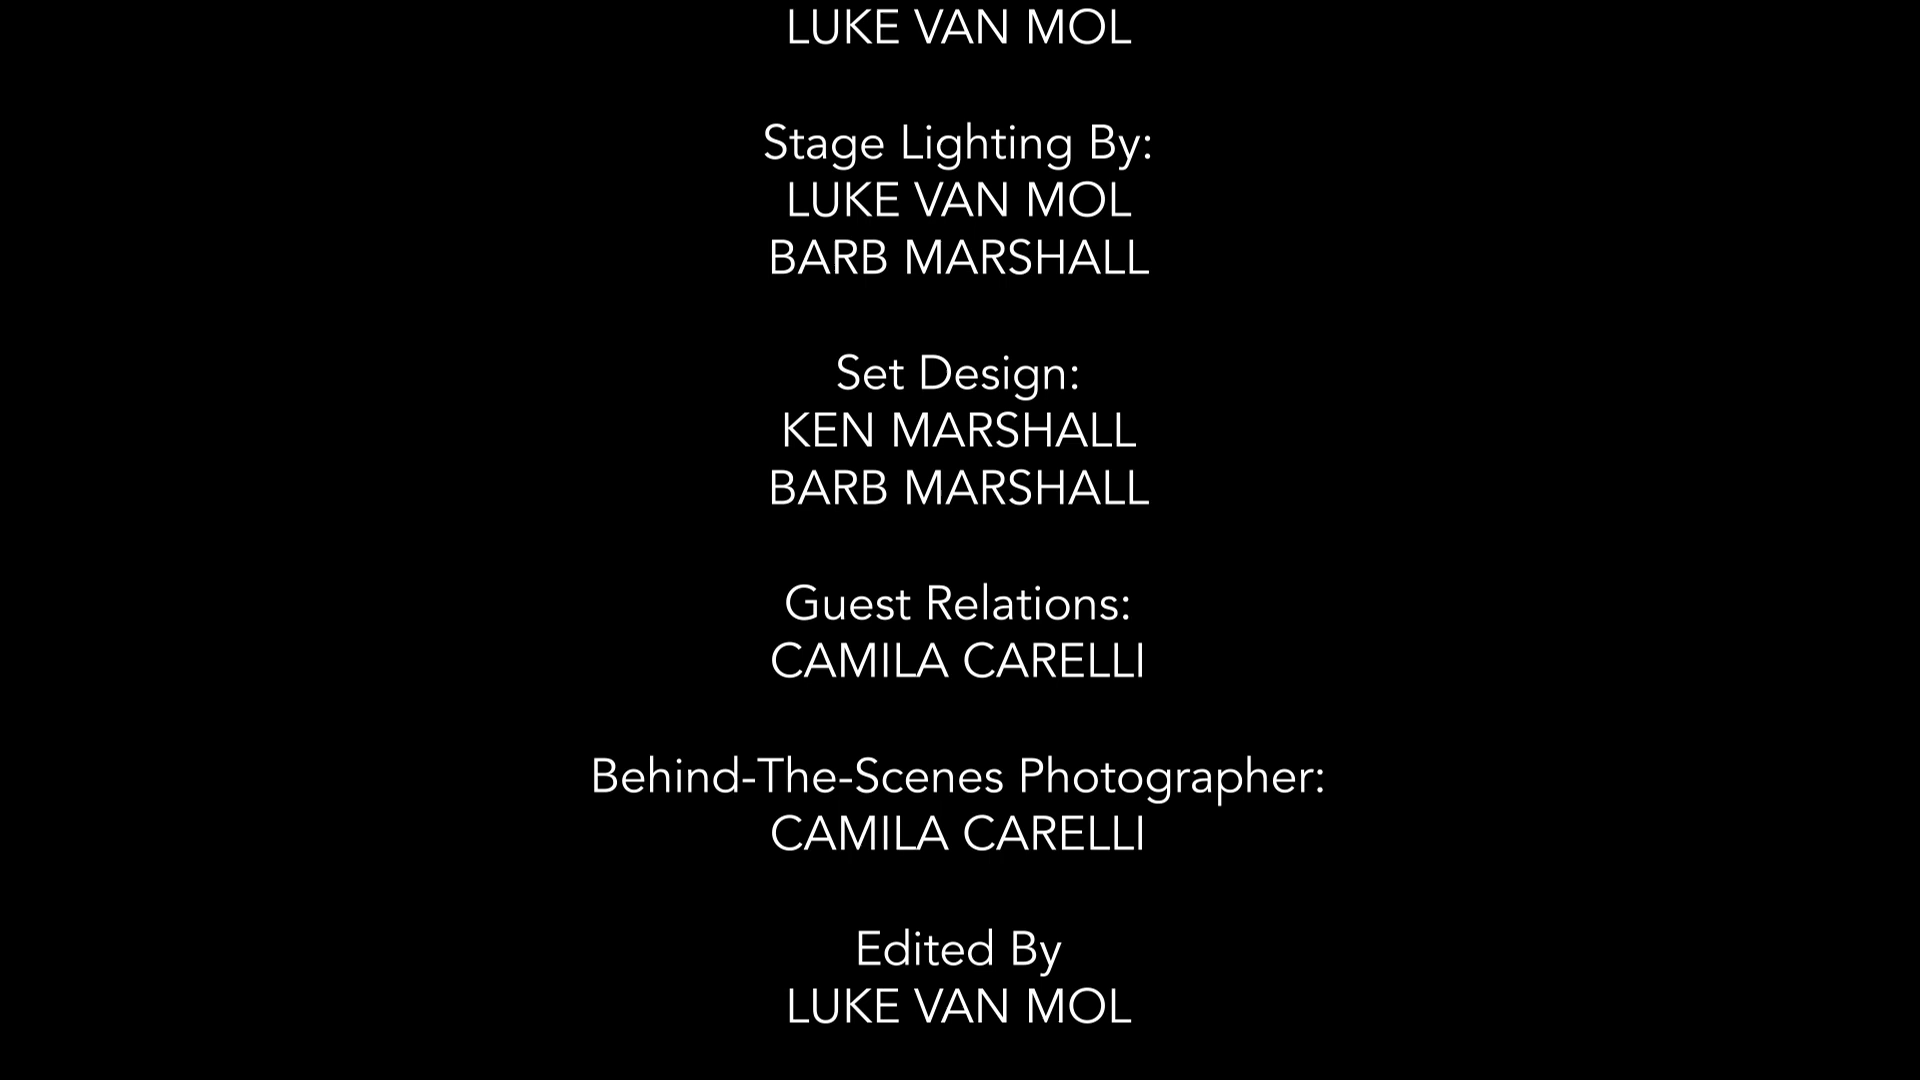 LUKE VAN MOL
Stage Lighting By:
LUKE VAN MOL
BARB MARSHALL
Set Design:
KEN MARSHALL
BARB MARSHALL
Guest Relations:
CAMILA CARELLI
Behind-The-Scenes Photographer:
CAMILA CARELLI
Edited By
LUKE VAN MOL